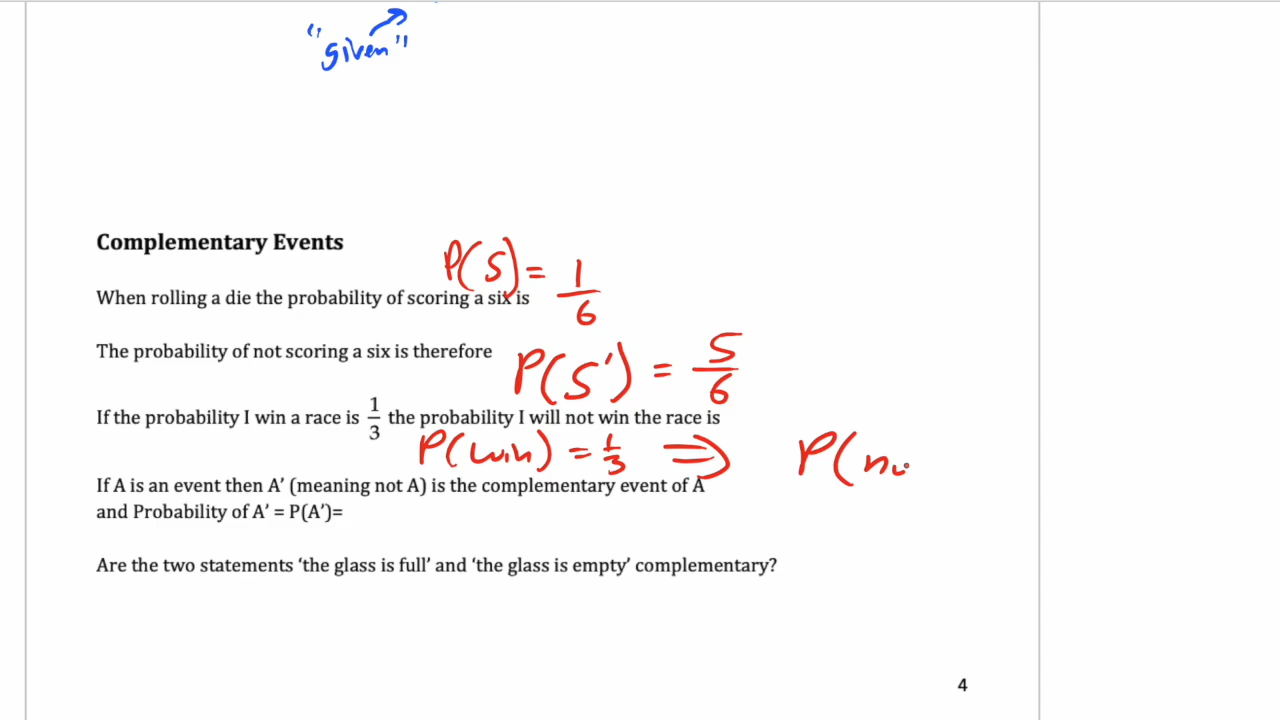 "given"
Complementary Events
P(S) = 1/6
When rolling a die the probability of scoring a six is
The probability of not scoring a six is therefore
P(S') = 5/6
If the probability I win a race is 1/3 the probability I will not win the race is
P(win) = 1/3 ⇒ P(no
If A is an event then A′ (meaning not A) is the complementary event of A
and Probability of A′ = P(A′)=
Are the two statements ‘the glass is full’ and ‘the glass is empty’ complementary?
4